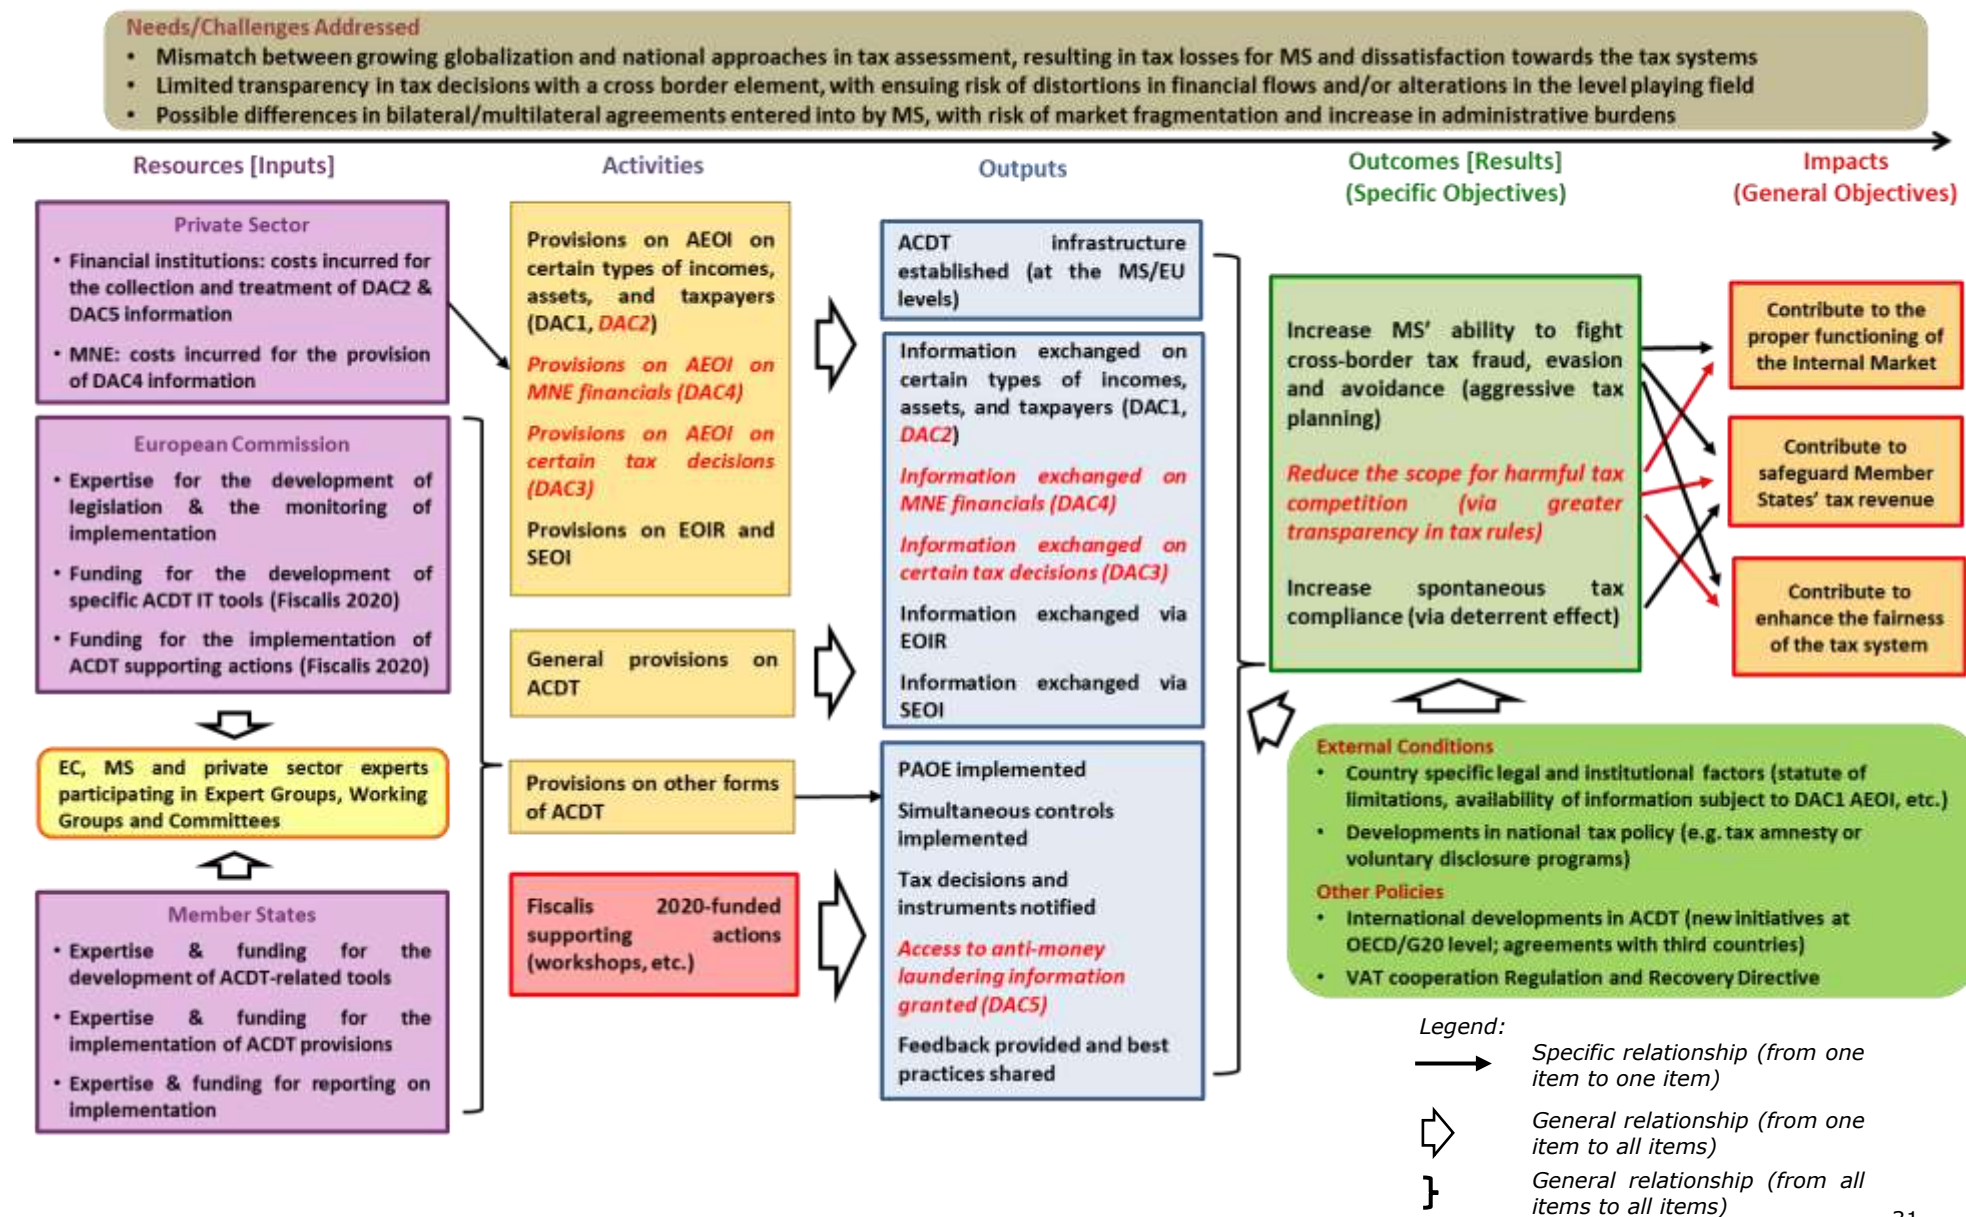 Needs/Challenges Addressed
• Mismatch between growing globalization and national approaches in tax assessment, resulting in tax losses for MS and dissatisfaction towards the tax systems
• Limited transparency in tax decisions with a cross border element, with ensuing risk of distortions in financial flows and/or alterations in the level playing field
• Possible differences in bilateral/multilateral agreements entered into by MS, with risk of market fragmentation and increase in administrative burdens
Resources [Inputs]
Private Sector
• Financial institutions: costs incurred for
the collection and treatment of DAC2 &
DAC5 information
• MNE: costs incurred for the provision
of DAC4 information
European Commission
• Expertise for the development of
legislation & the monitoring of
implementation
• Funding for the development of
specific ACDT IT tools (Fiscalis 2020)
• Funding for the implementation of
ACDT supporting actions (Fiscalis 2020)
EC, MS and private sector experts
participating in Expert Groups, Working
Groups and Committees
Member States
• Expertise & funding for the
development of ACDT-related tools
• Expertise & funding for the
implementation of ACDT provisions
• Expertise & funding for reporting on
implementation
Activities
Provisions on AEOI on
certain types of incomes,
assets, and taxpayers
(DAC1, DAC2)
Provisions on AEOI on
MNE financials (DAC4)
Provisions on AEOI on
certain tax decisions
(DAC3)
Provisions on EOIR and
SEOI
General provisions on
ACDT
Provisions on other forms
of ACDT
Fiscalis 2020-funded
supporting actions
(workshops, etc.)
Outputs
ACDT infrastructure
established (at the MS/EU
levels)
Information exchanged on
certain types of incomes,
assets, and taxpayers (DAC1,
DAC2)
Information exchanged on
MNE financials (DAC4)
Information exchanged on
certain tax decisions (DAC3)
Information exchanged via
EOIR
Information exchanged via
SEOI
PAOE implemented
Simultaneous controls
implemented
Tax decisions and
instruments notified
Access to anti-money
laundering information
granted (DAC5)
Feedback provided and best
practices shared
Outcomes [Results]
(Specific Objectives)
Increase MS' ability to fight
cross-border tax fraud, evasion
and avoidance (aggressive tax
planning)
Reduce the scope for harmful tax
competition (via greater
transparency in tax rules)
Increase spontaneous tax
compliance (via deterrent effect)
Impacts
(General Objectives)
Contribute to the
proper functioning of
the Internal Market
Contribute to
safeguard Member
States' tax revenue
Contribute to
enhance the fairness
of the tax system
External Conditions
• Country specific legal and institutional factors (statute of
limitations, availability of information subject to DAC1 AEOI, etc.)
• Developments in national tax policy (e.g. tax amnesty or
voluntary disclosure programs)
Other Policies
• International developments in ACDT (new initiatives at
OECD/G20 level; agreements with third countries)
• VAT cooperation Regulation and Recovery Directive
Legend:
Specific relationship (from one
item to one item)
General relationship (from one
item to all items)
General relationship (from all
items to all items)